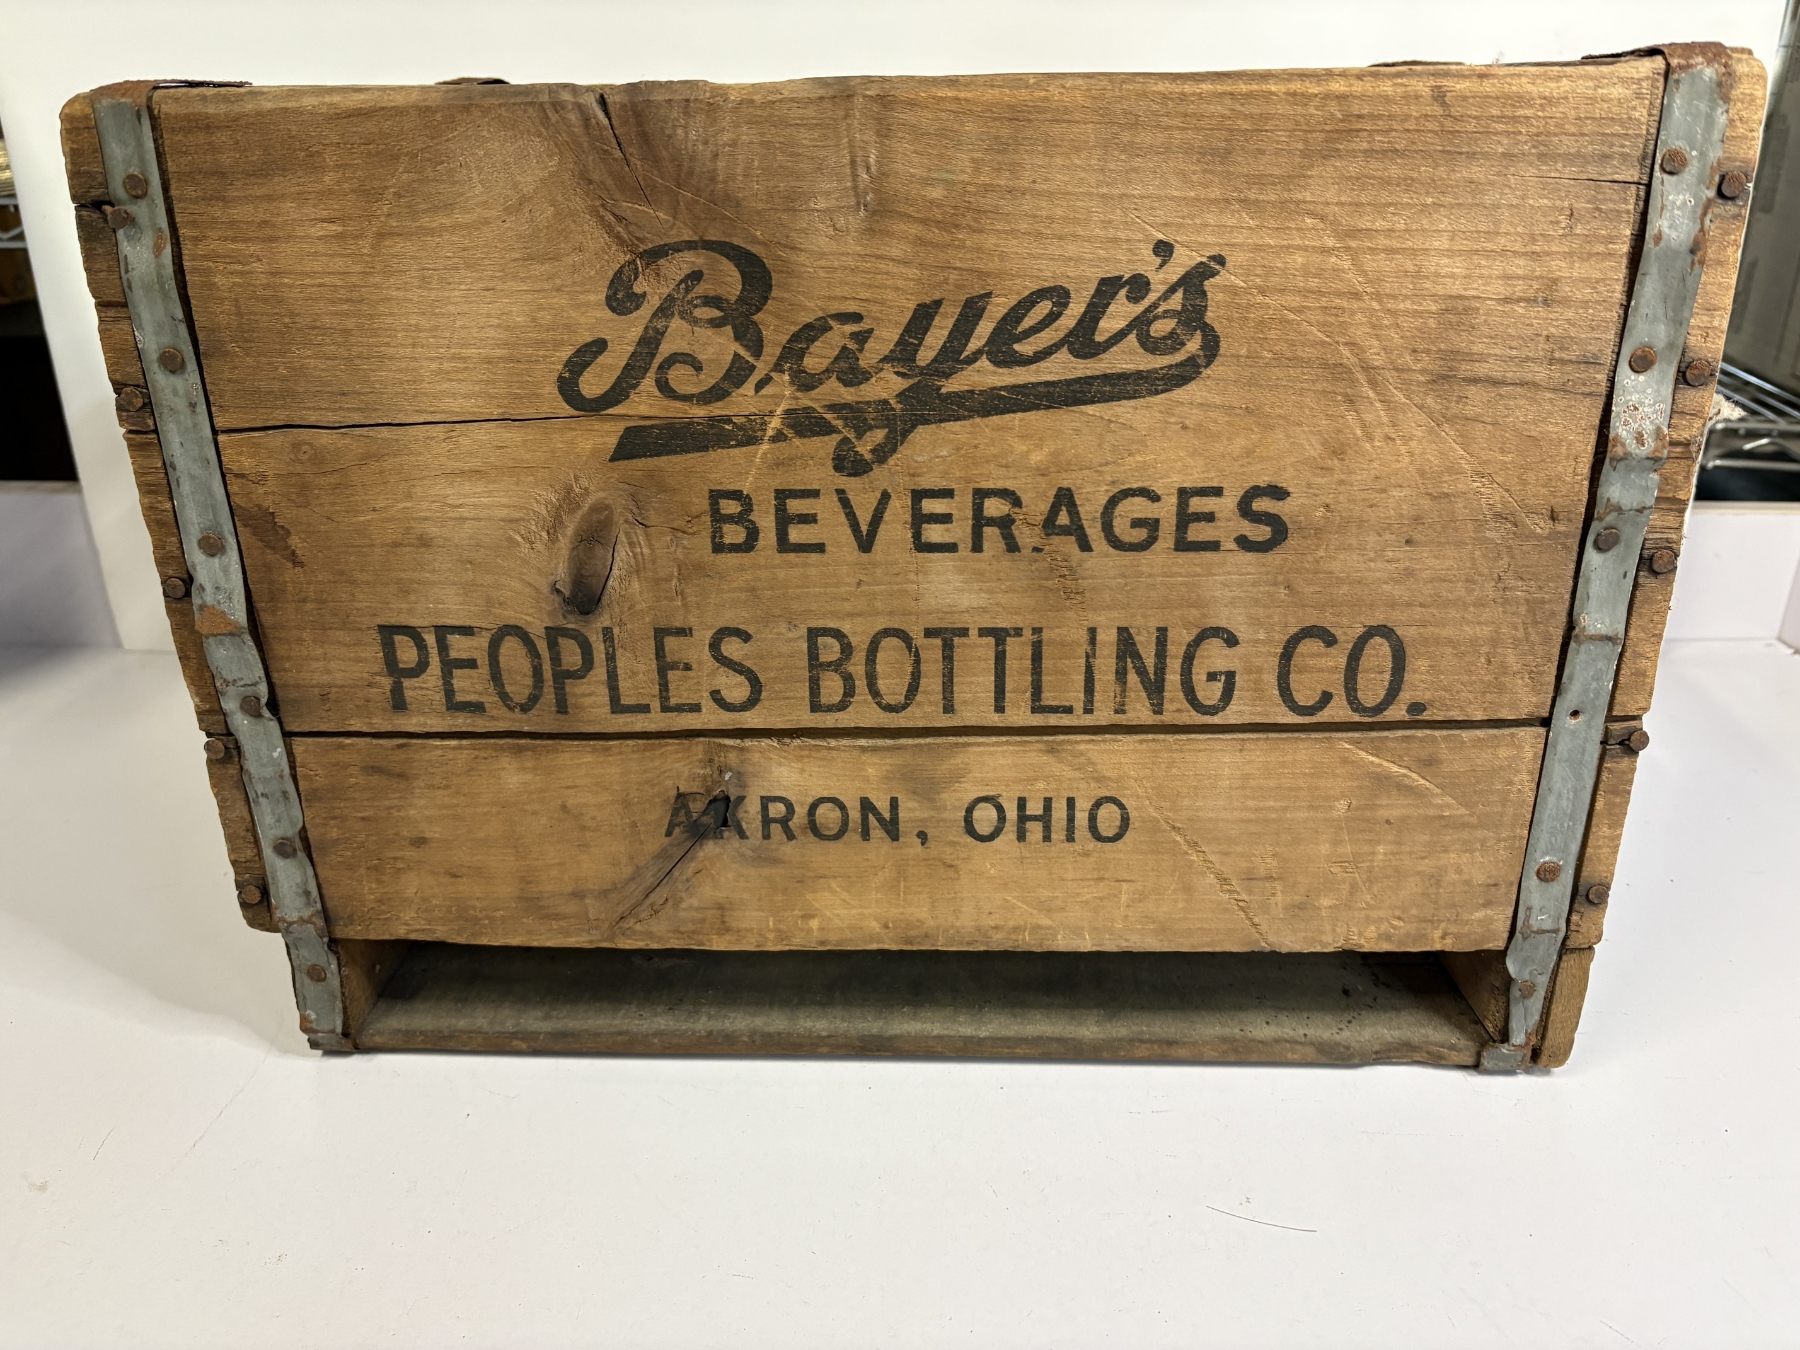 Bayer's
BEVERAGES
PEOPLES BOTTLING CO.
AKRON, OHIO